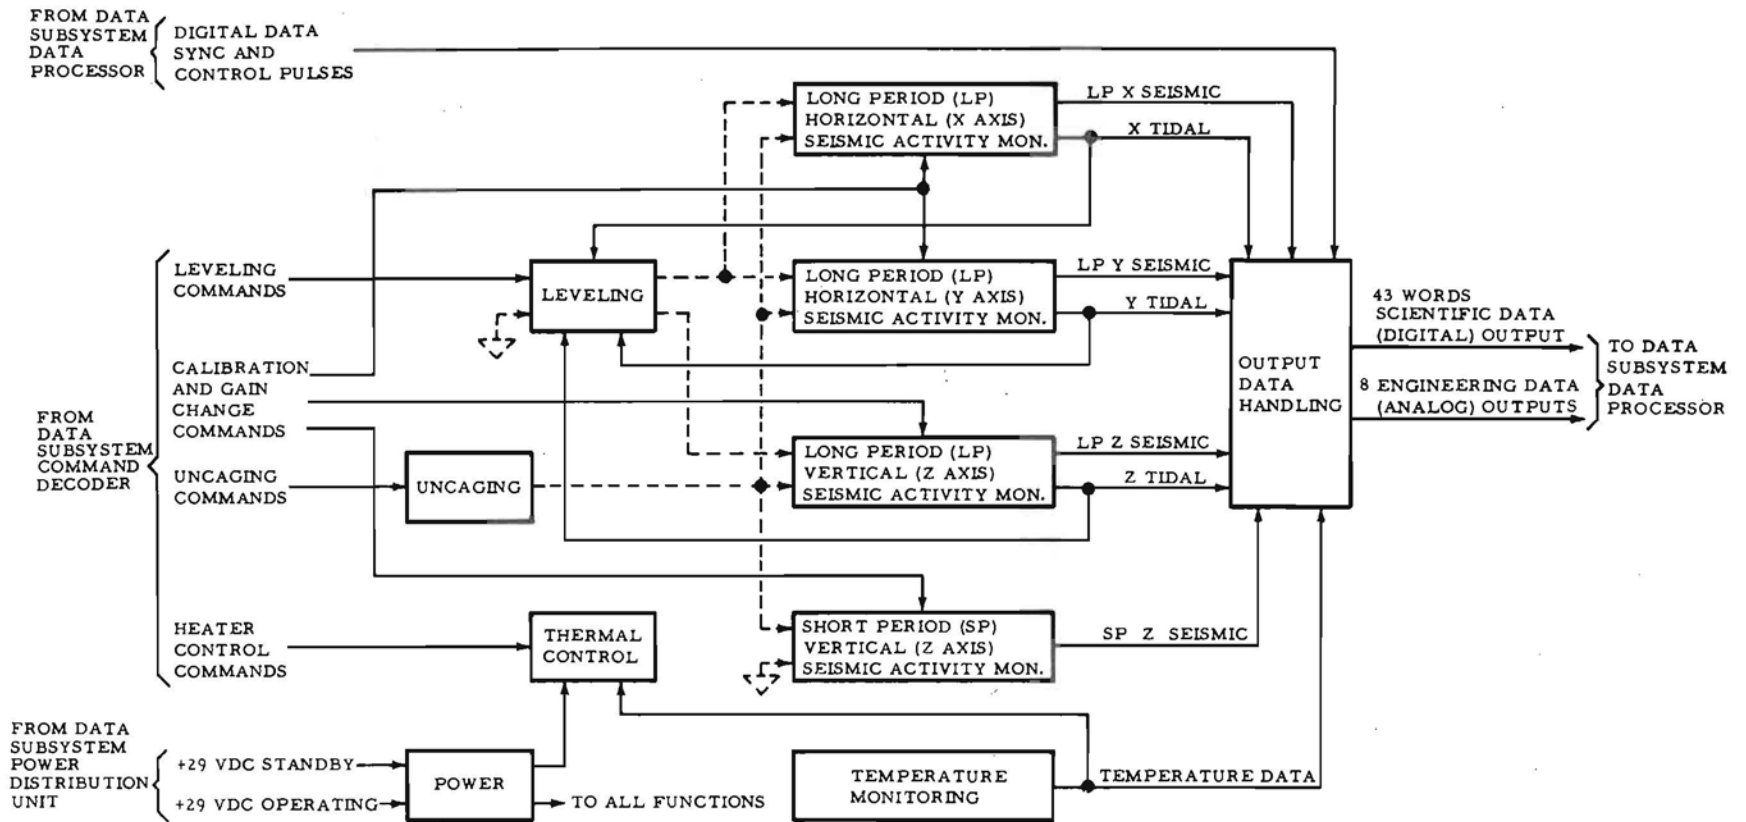 FROM DATA
SUBSYSTEM
DATA
PROCESSOR
DIGITAL DATA
SYNC AND
CONTROL PULSES
LONG PERIOD (LP)
HORIZONTAL (X AXIS)
SEISMIC ACTIVITY MON.
LP X SEISMIC
X TIDAL
FROM
DATA
SUBSYSTEM
COMMAND
DECODER
LEVELING
COMMANDS
LEVELING
LONG PERIOD (LP)
HORIZONTAL (Y AXIS)
SEISMIC ACTIVITY MON.
LP Y SEISMIC
Y TIDAL
CALIBRATION
AND GAIN
CHANGE
COMMANDS
UNCAGING
COMMANDS
UNCAGING
LONG PERIOD (LP)
VERTICAL (Z AXIS)
SEISMIC ACTIVITY MON.
LP Z SEISMIC
Z TIDAL
OUTPUT
DATA
HANDLING
43 WORDS
SCIENTIFIC DATA
(DIGITAL) OUTPUT
8 ENGINEERING DATA
(ANALOG) OUTPUTS
TO DATA
SUBSYSTEM
DATA
PROCESSOR
HEATER
CONTROL
COMMANDS
THERMAL
CONTROL
SHORT PERIOD (SP)
VERTICAL (Z AXIS)
SEISMIC ACTIVITY MON.
SP Z SEISMIC
FROM DATA
SUBSYSTEM
POWER
DISTRIBUTION
UNIT
+29 VDC STANDBY
+29 VDC OPERATING
POWER
TO ALL FUNCTIONS
TEMPERATURE
MONITORING
TEMPERATURE DATA